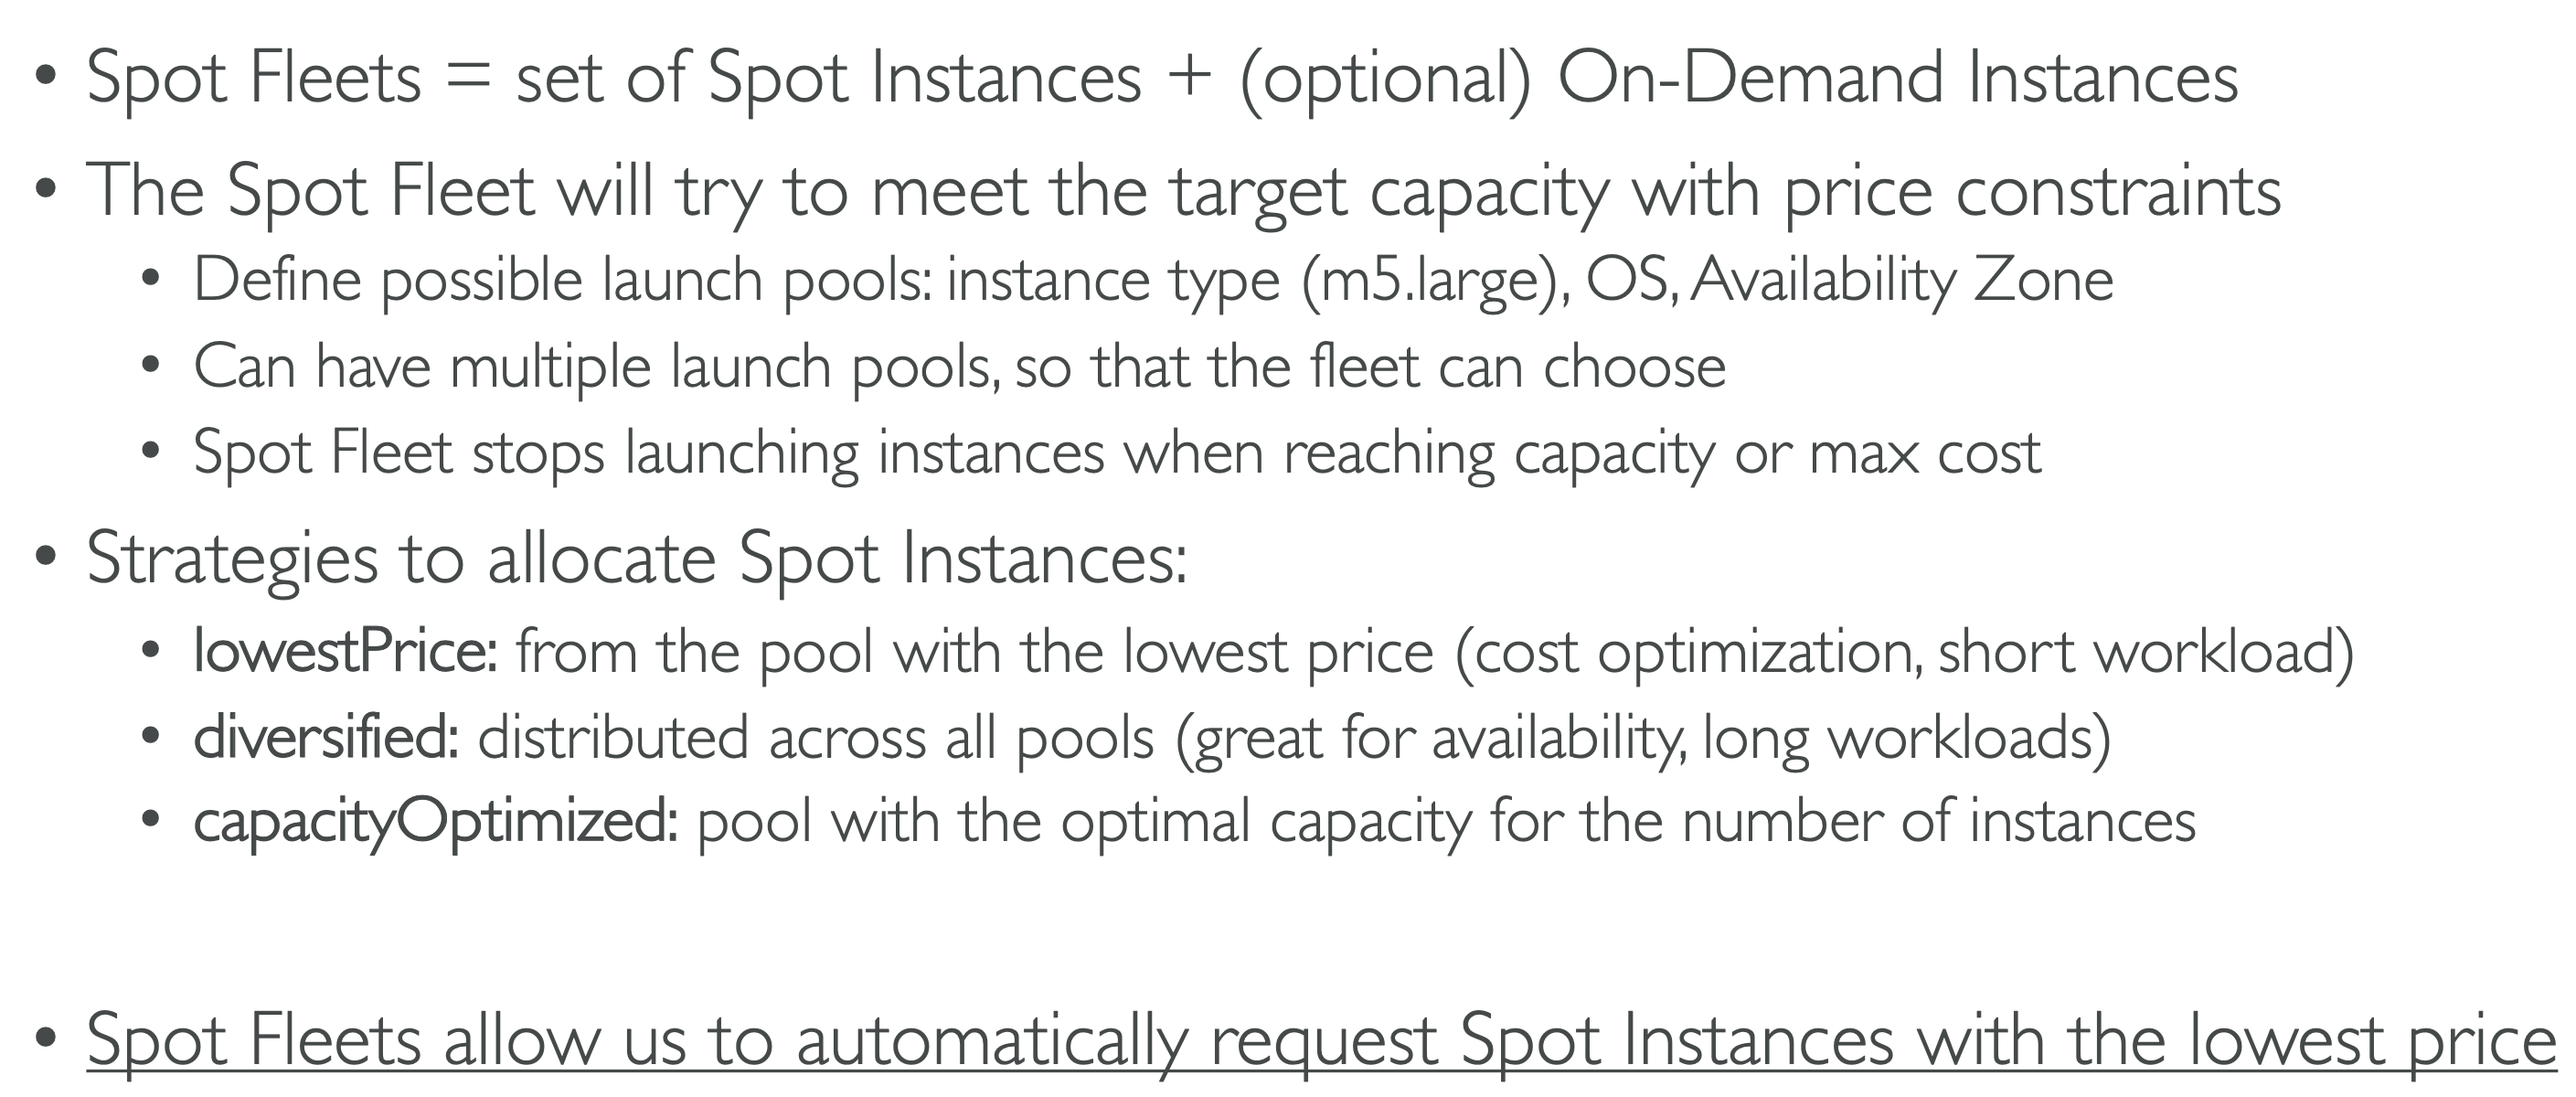 • Spot Fleets = set of Spot Instances + (optional) On-Demand Instances
• The Spot Fleet will try to meet the target capacity with price constraints
• Define possible launch pools: instance type (m5.large), OS, Availability Zone
• Can have multiple launch pools, so that the fleet can choose
• Spot Fleet stops launching instances when reaching capacity or max cost
• Strategies to allocate Spot Instances:
• lowestPrice: from the pool with the lowest price (cost optimization, short workload)
• diversified: distributed across all pools (great for availability, long workloads)
• capacityOptimized: pool with the optimal capacity for the number of instances
• Spot Fleets allow us to automatically request Spot Instances with the lowest price